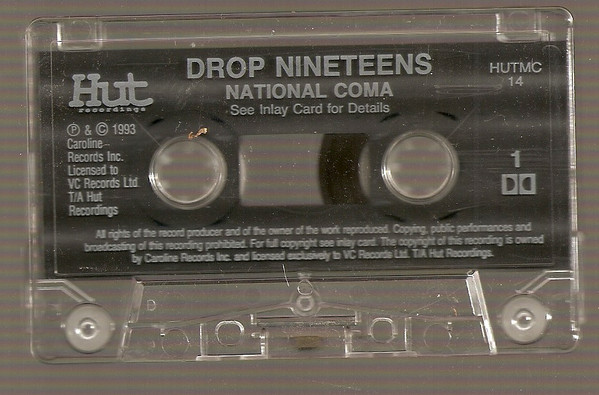 DROP NINETEENS
NATIONAL COMA
See Inlay Card for Details
Hut
recordings
HUTMC
14
℗ & © 1993
Caroline
Records Inc.
Licensed to
VC Records Ltd
T/A Hut
Recordings
1
All rights of the record producer and of the owner of the work reproduced. Copying, public performances and
broadcasting of this recording prohibited. For full copyright see inlay card. The copyright of this recording is owned
by Caroline Records Inc. and licensed exclusively to VC Records Ltd. T/A Hut Recordings.